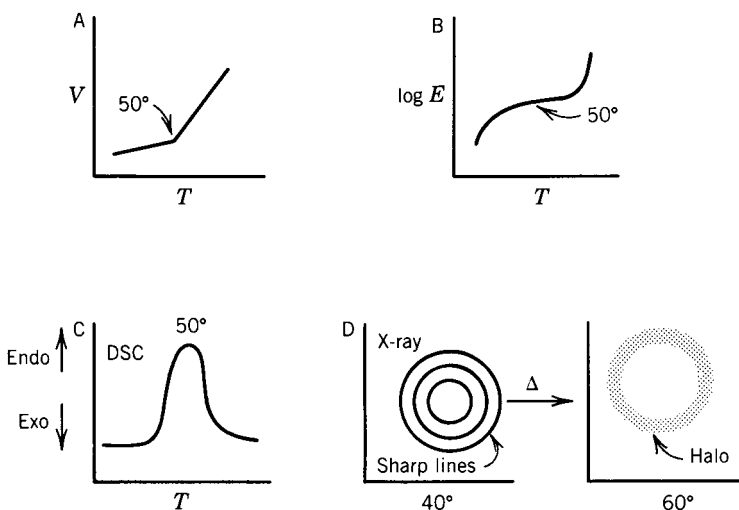 A
V
50°
T
B
log E
50°
T
C
50°
DSC
Endo
Exo
T
D
X-ray
Sharp lines
40°
Δ
Halo
60°